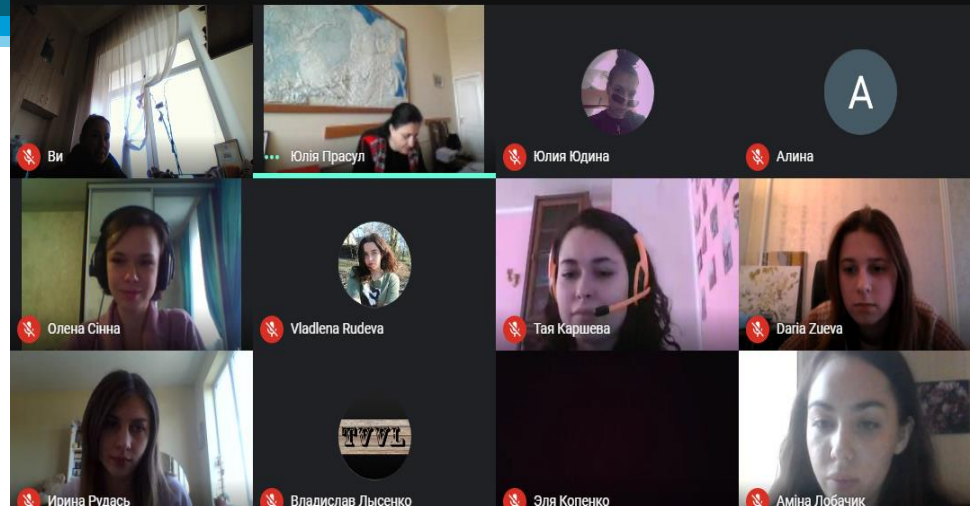 Ви
Юлія Прасул
Юлия Юдина
А
Алина
Олена Сінна
Vladlena Rudeva
Тая Каршева
Daria Zueva
Ирина Рудась
TVVL
Владислав Лысенко
Эля Копенко
Аміна Лобачик